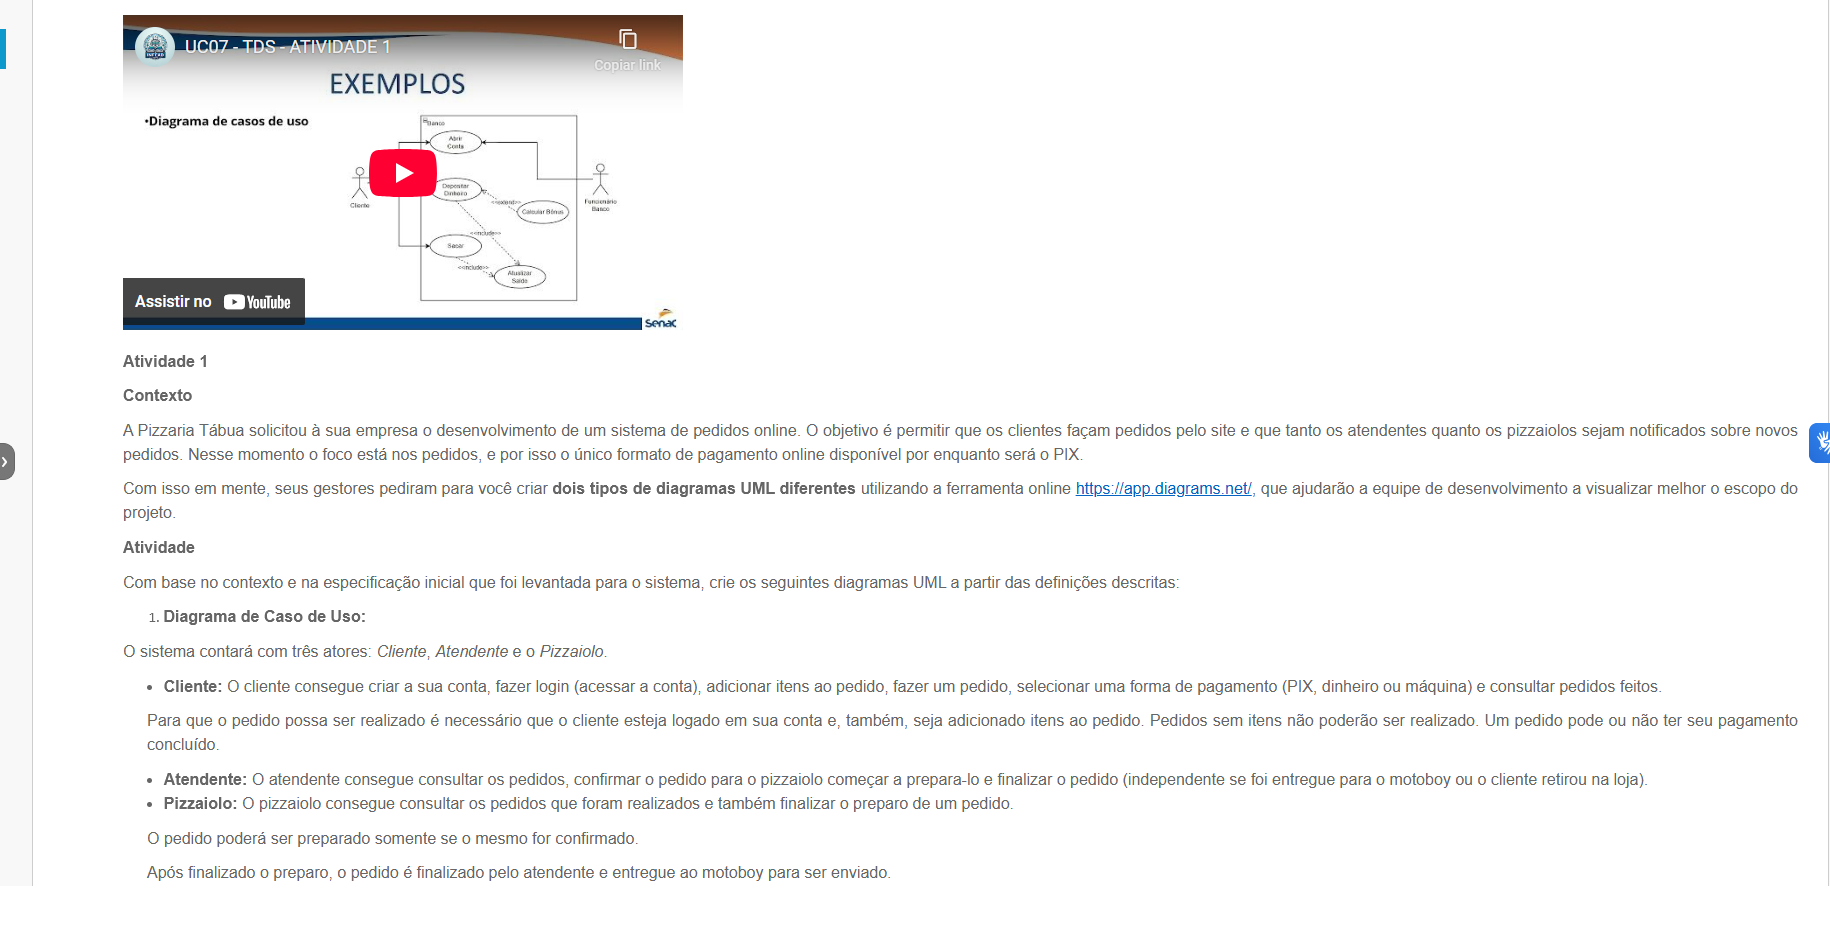 UC07 - TDS - ATIVIDADE 1
Copiar link
EXEMPLOS
•Diagrama de casos de uso
Banco
Abrir
Conta
Cliente
Depositar
Dinheiro
<<extend>>
Calcular Bônus
Funcionário
Banco
<<include>>
Sacar
<<include>>
Atualizar
Saldo
Assistir no YouTube
Senac
Atividade 1
Contexto
A Pizzaria Tábua solicitou à sua empresa o desenvolvimento de um sistema de pedidos online. O objetivo é permitir que os clientes façam pedidos pelo site e que tanto os atendentes quanto os pizzaiolos sejam notificados sobre novos
pedidos. Nesse momento o foco está nos pedidos, e por isso o único formato de pagamento online disponível por enquanto será o PIX.
Com isso em mente, seus gestores pediram para você criar dois tipos de diagramas UML diferentes utilizando a ferramenta online https://app.diagrams.net/, que ajudarão a equipe de desenvolvimento a visualizar melhor o escopo do
projeto.
Atividade
Com base no contexto e na especificação inicial que foi levantada para o sistema, crie os seguintes diagramas UML a partir das definições descritas:
1. Diagrama de Caso de Uso:
O sistema contará com três atores: Cliente, Atendente e o Pizzaiolo.
• Cliente: O cliente consegue criar a sua conta, fazer login (acessar a conta), adicionar itens ao pedido, fazer um pedido, selecionar uma forma de pagamento (PIX, dinheiro ou máquina) e consultar pedidos feitos.
Para que o pedido possa ser realizado é necessário que o cliente esteja logado em sua conta e, também, seja adicionado itens ao pedido. Pedidos sem itens não poderão ser realizado. Um pedido pode ou não ter seu pagamento
concluído.
• Atendente: O atendente consegue consultar os pedidos, confirmar o pedido para o pizzaiolo começar a prepara-lo e finalizar o pedido (independente se foi entregue para o motoboy ou o cliente retirou na loja).
• Pizzaiolo: O pizzaiolo consegue consultar os pedidos que foram realizados e também finalizar o preparo de um pedido.
O pedido poderá ser preparado somente se o mesmo for confirmado.
Após finalizado o preparo, o pedido é finalizado pelo atendente e entregue ao motoboy para ser enviado.